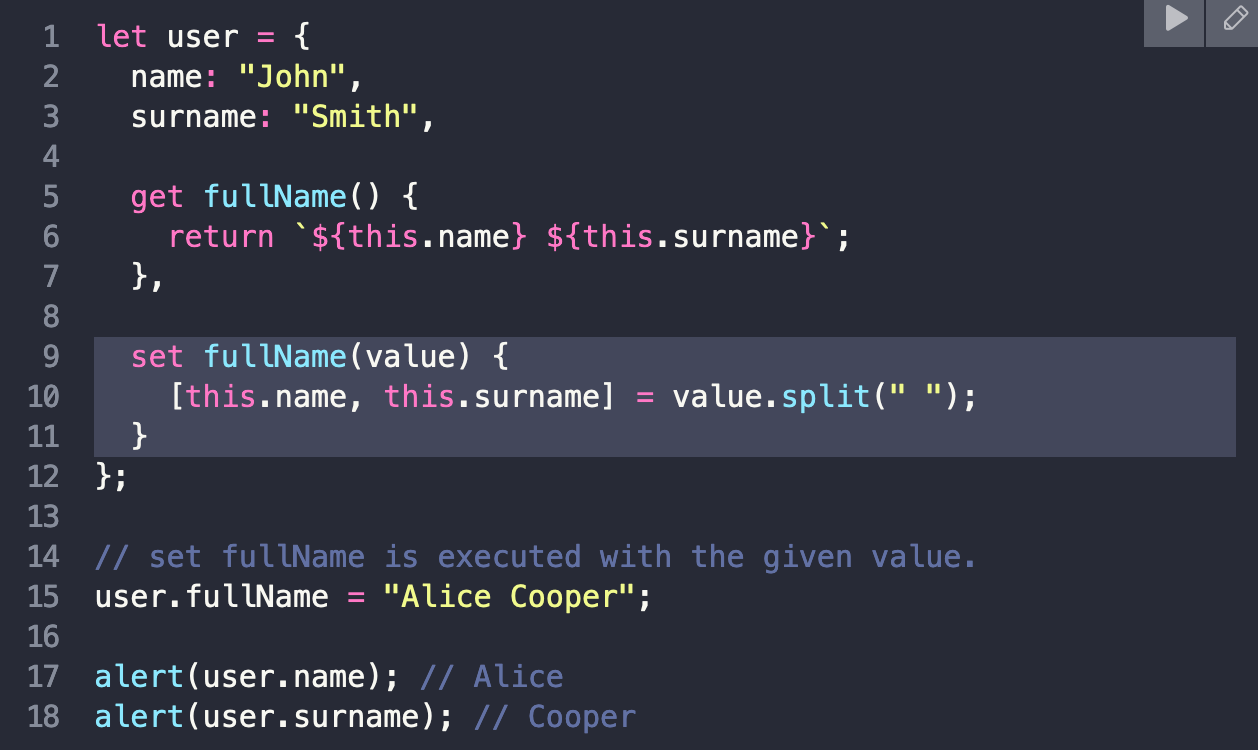 1 let user = {
2   name: "John",
3   surname: "Smith",
4
5   get fullName() {
6     return `${this.name} ${this.surname}`;
7   },
8
9   set fullName(value) {
10     [this.name, this.surname] = value.split(" ");
11   }
12 };
13
14 // set fullName is executed with the given value.
15 user.fullName = "Alice Cooper";
16
17 alert(user.name); // Alice
18 alert(user.surname); // Cooper